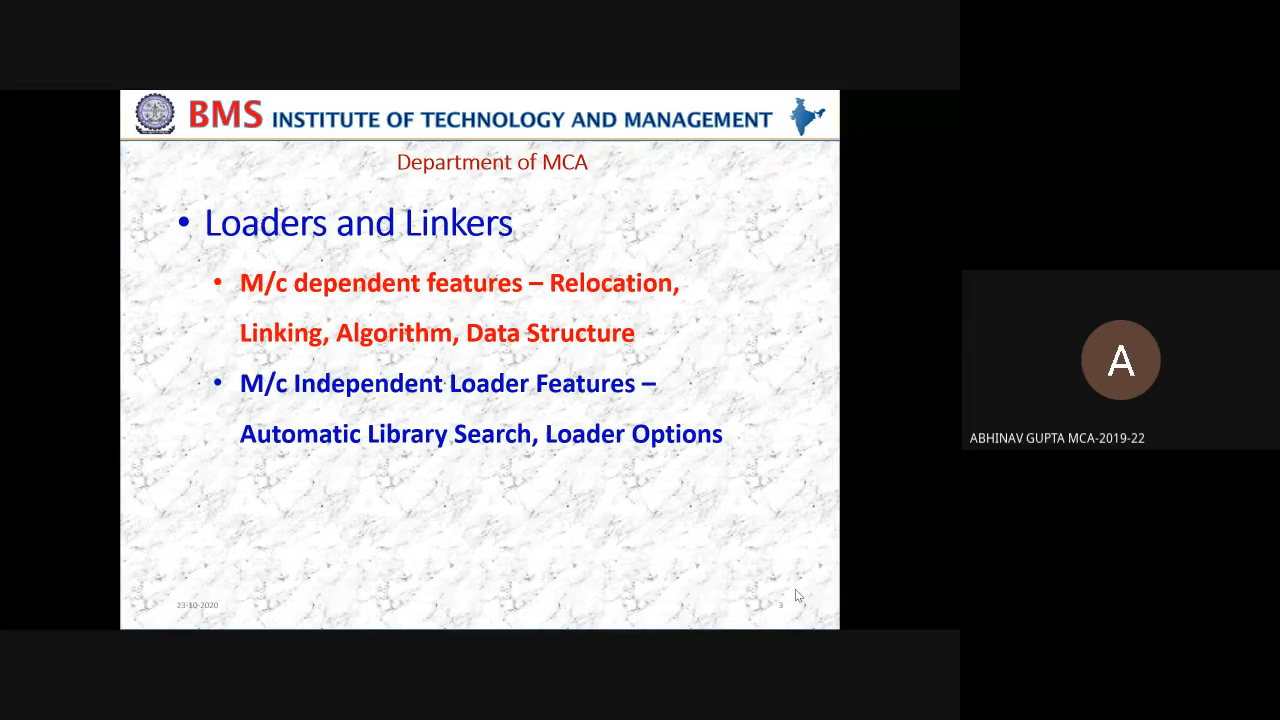 BMS INSTITUTE OF TECHNOLOGY AND MANAGEMENT
Department of MCA
• Loaders and Linkers
• M/c dependent features – Relocation,
Linking, Algorithm, Data Structure
• M/c Independent Loader Features –
Automatic Library Search, Loader Options
23-10-2020
3
A
ABHINAV GUPTA MCA-2019-22